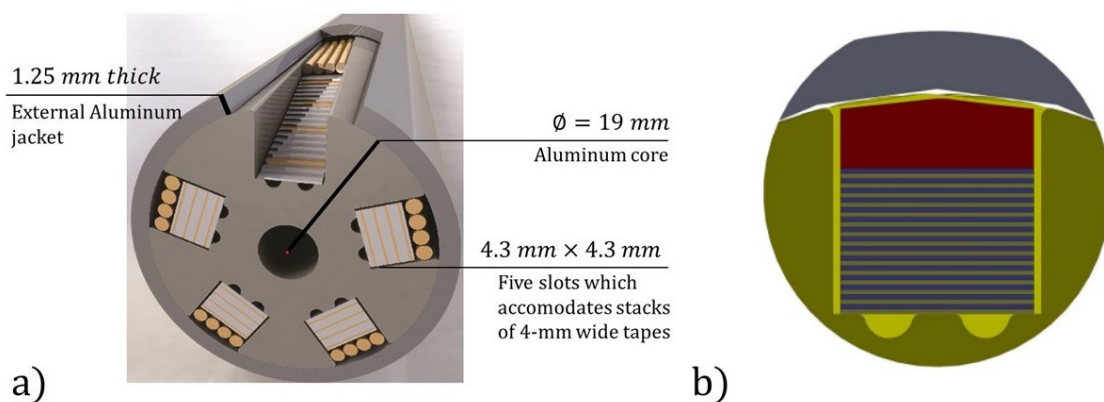 1.25 mm thick
External Aluminum
jacket
Ø = 19 mm
Aluminum core
4.3 mm × 4.3 mm
Five slots which
accomodates stacks
of 4-mm wide tapes
a)
b)